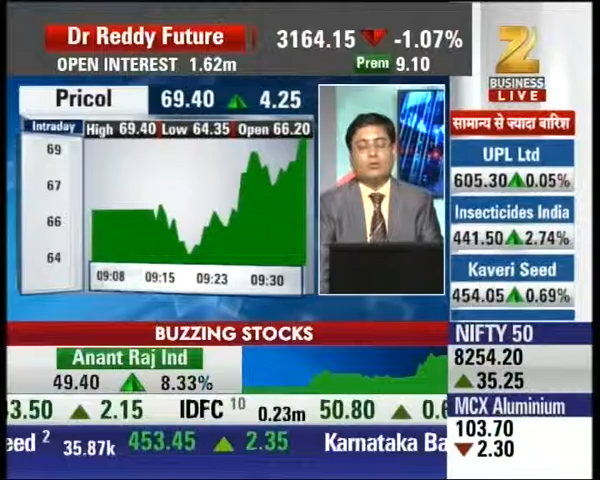 Dr Reddy Future 3164.15 -1.07%
OPEN INTEREST 1.62m Prem 9.10
Z
BUSINESS
LIVE
Pricol 69.40 4.25
Intraday High 69.40 Low 64.35 Open 66.20
69
67
66
64
09:08 09:15 09:23 09:30
सामान्य से ज्यादा बारिश
UPL Ltd
605.30 0.05%
Insecticides India
441.50 2.74%
Kaveri Seed
454.05 0.69%
BUZZING STOCKS
Anant Raj Ind
49.40 8.33%
NIFTY 50
8254.20
35.25
MCX Aluminium
103.70
2.30
3.50 2.15 IDFC 10 0.23m 50.80 0.6
eed 2 35.87k 453.45 2.35 Karnataka Ba